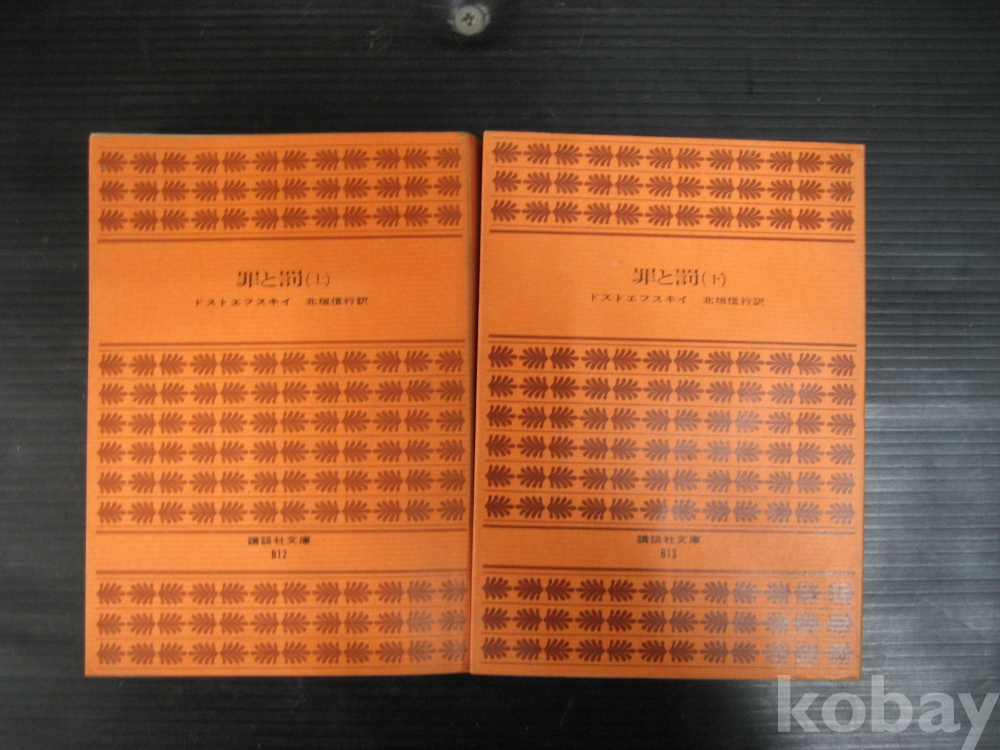 罪と罰(上)
ドストエフスキイ 北垣信行訳
講談社文庫
B12
罪と罰(下)
ドストエフスキイ 北垣信行訳
講談社文庫
B13
kobay